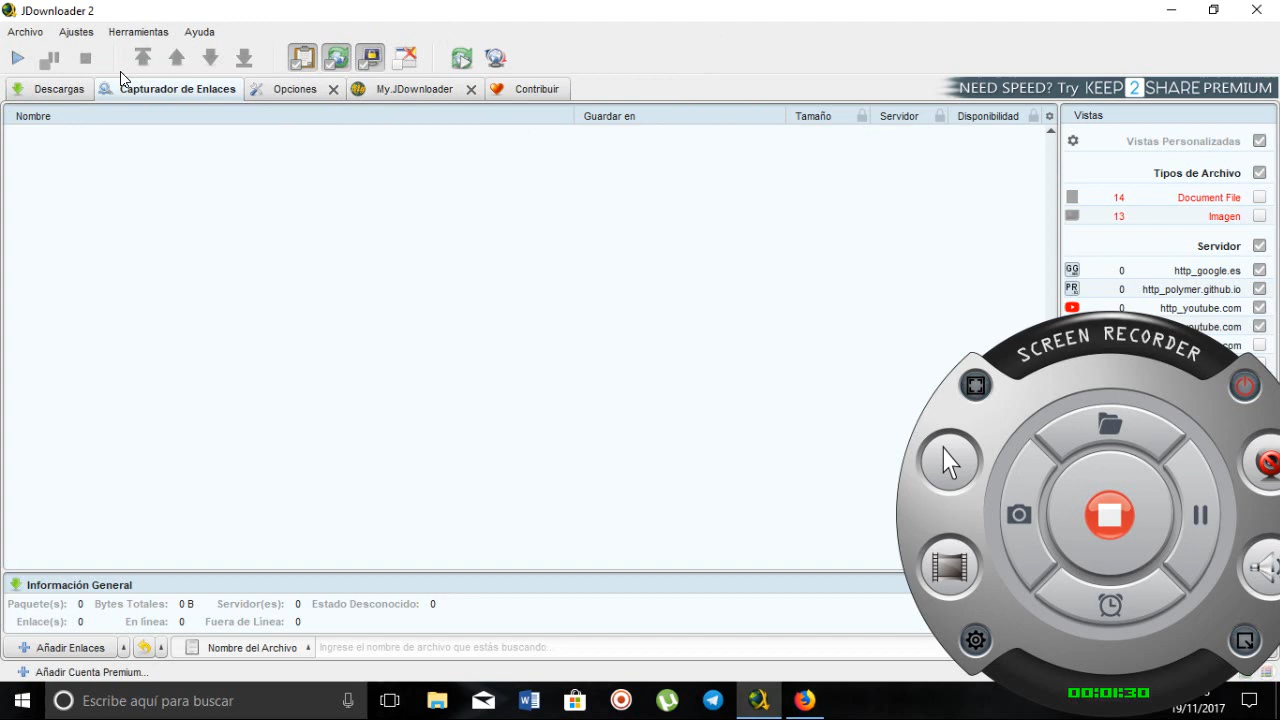 JDownloader 2
Archivo Ajustes Herramientas Ayuda
Descargas Capturador de Enlaces Opciones My.JDownloader Contribuir
NEED SPEED? Try KEEP 2 SHARE PREMIUM
Nombre Guardar en Tamaño Servidor Disponibilidad
Vistas
Vistas Personalizadas
Tipos de Archivo
14 Document File
13 Imagen
Servidor
GG 0 http_google.es
PR 0 http_polymer.github.io
0 http_youtube.com
SCREEN RECORDER
00:01:30
Información General
Paquete(s): 0 Bytes Totales: 0 B Servidor(es): 0 Estado Desconocido: 0
Enlace(s): 0 En línea: 0 Fuera de Línea: 0
Añadir Enlaces Nombre del Archivo Ingrese el nombre de archivo que estás buscando...
Añadir Cuenta Premium...
Escribe aquí para buscar
19/11/2017